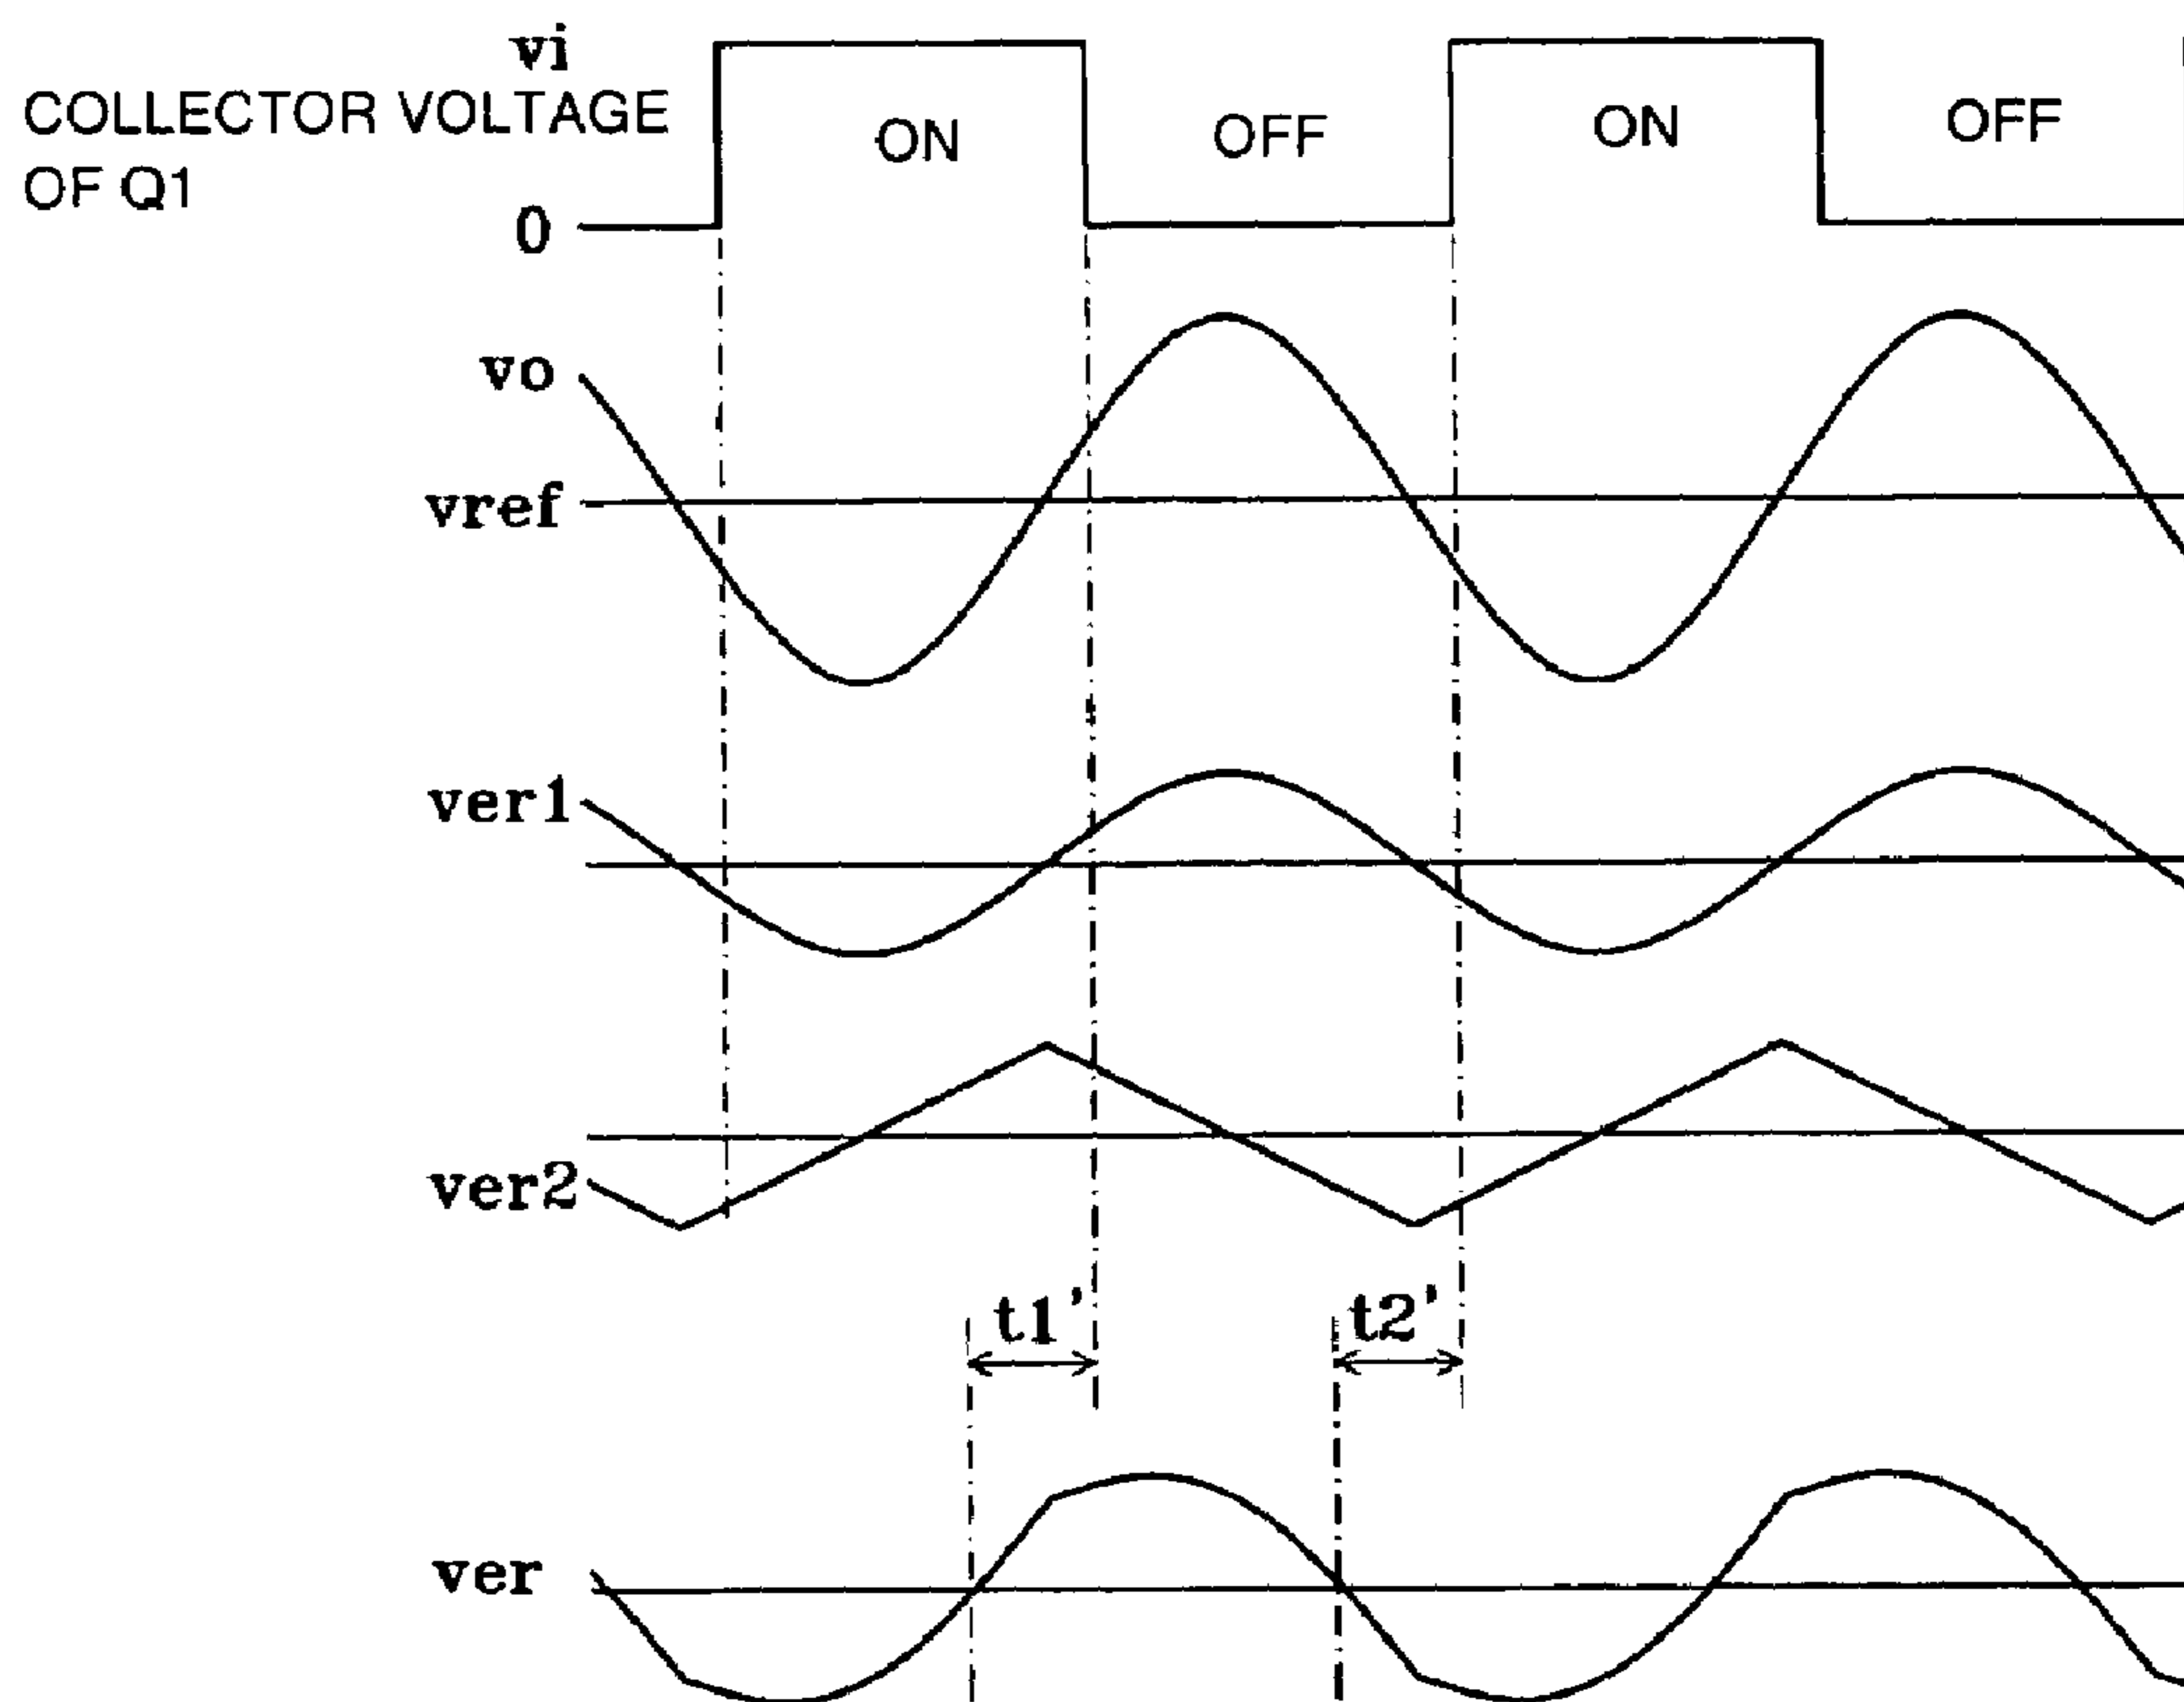 vi
COLLECTOR VOLTAGE
OF Q1
ON
OFF
ON
OFF
0
vo
vref
ver1
ver2
t1'
t2'
ver